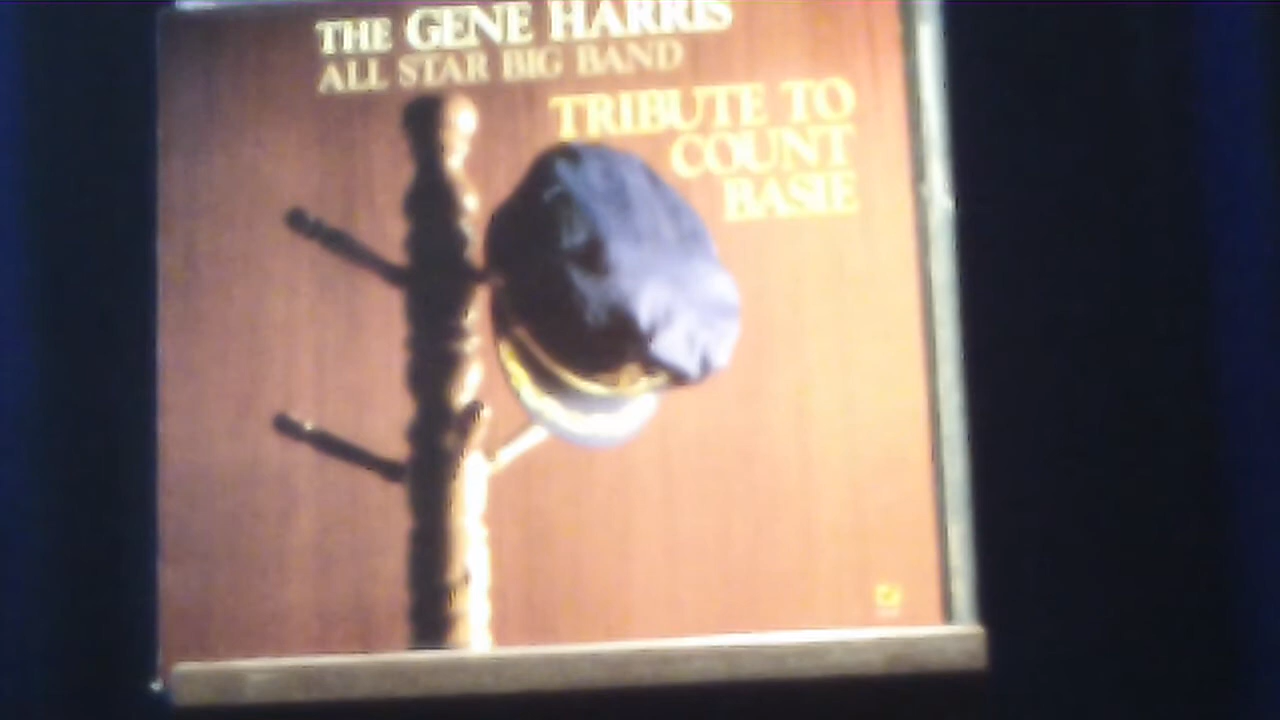 THE GENE HARRIS
ALL STAR BIG BAND
TRIBUTE TO
COUNT
BASIE